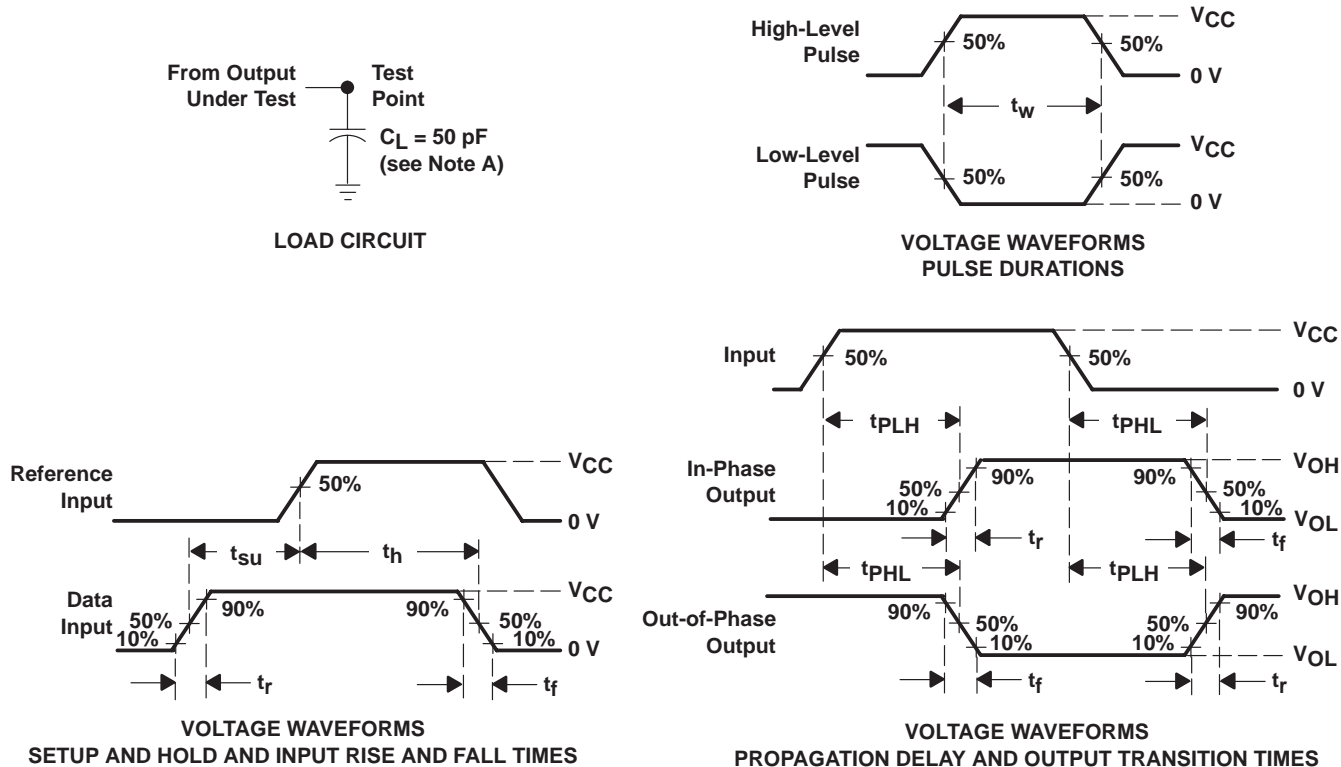 From Output
Under Test
Test
Point
CL = 50 pF
(see Note A)
LOAD CIRCUIT
High-Level
Pulse
50%
50%
VCC
0 V
tw
Low-Level
Pulse
50%
50%
VCC
0 V
VOLTAGE WAVEFORMS
PULSE DURATIONS
Reference
Input
50%
VCC
0 V
tsu
th
Data
Input
50%
10%
90%
90%
50%
10%
VCC
0 V
tr
tf
VOLTAGE WAVEFORMS
SETUP AND HOLD AND INPUT RISE AND FALL TIMES
Input
50%
50%
VCC
0 V
tPLH
tPHL
In-Phase
Output
50%
10%
90%
90%
50%
10%
VOH
VOL
tr
tf
tPHL
tPLH
Out-of-Phase
Output
90%
50%
10%
50%
10%
90%
VOH
VOL
tf
tr
VOLTAGE WAVEFORMS
PROPAGATION DELAY AND OUTPUT TRANSITION TIMES